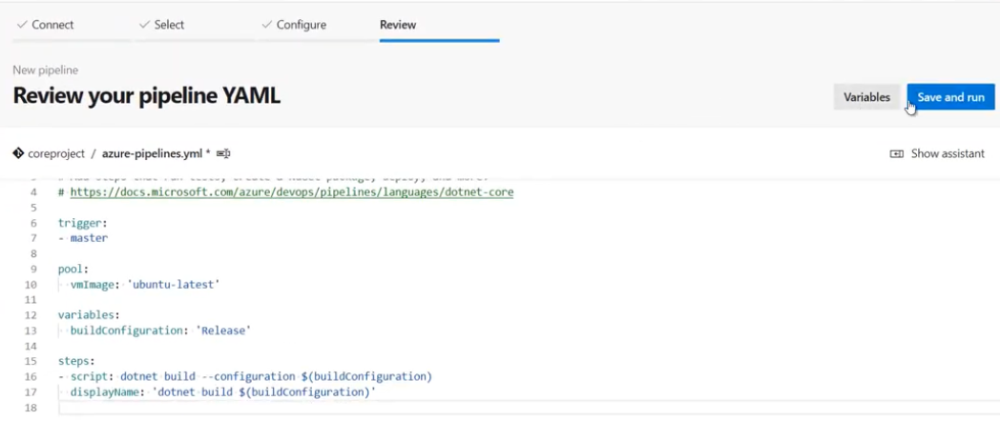 Connect Select Configure Review
New pipeline
Review your pipeline YAML
Variables Save and run
coreproject / azure-pipelines.yml *
Show assistant
4 # https://docs.microsoft.com/azure/devops/pipelines/languages/dotnet-core
5
6 trigger:
7 - master
8
9 pool:
10 vmImage: 'ubuntu-latest'
11
12 variables:
13 buildConfiguration: 'Release'
14
15 steps:
16 - script: dotnet build --configuration $(buildConfiguration)
17 displayName: 'dotnet build $(buildConfiguration)'
18